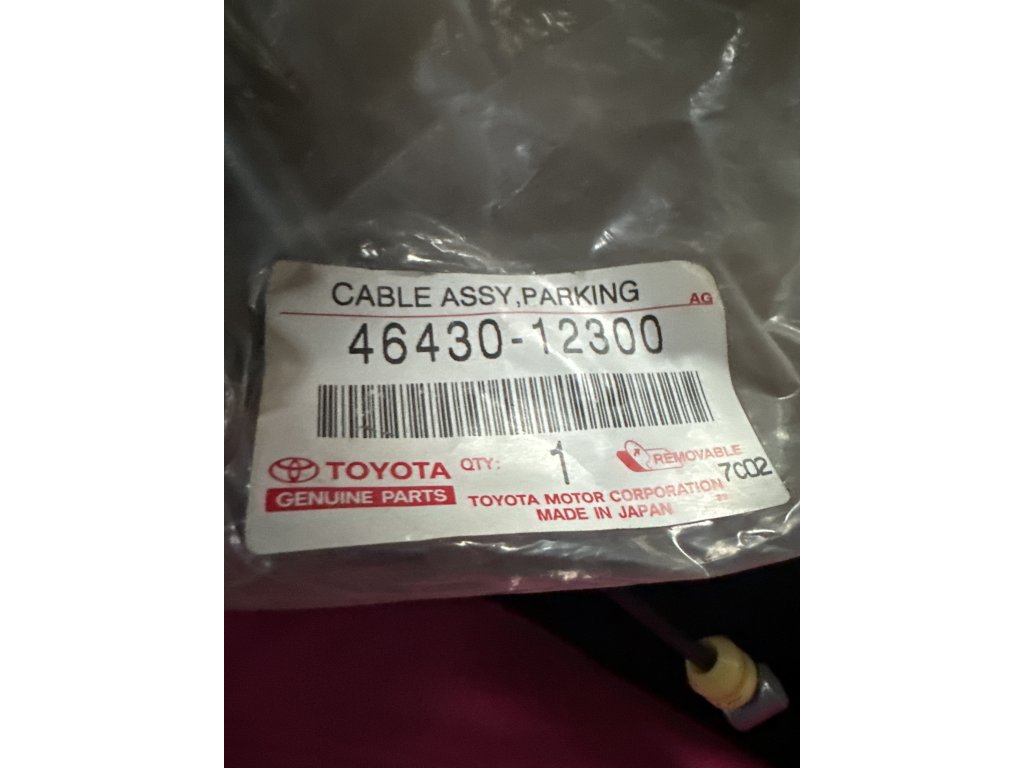 CABLE ASSY,PARKING AG
46430-12300
TOYOTA QTY: 1 REMOVABLE
GENUINE PARTS 7C02
TOYOTA MOTOR CORPORATION
MADE IN JAPAN